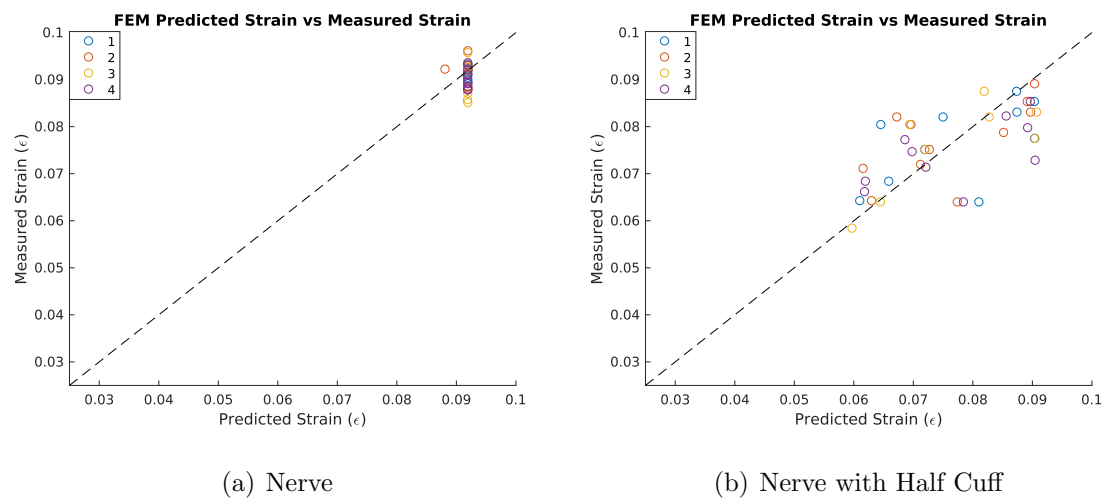 FEM Predicted Strain vs Measured Strain
0.1
0.09
0.08
0.07
0.06
0.05
0.04
0.03
Measured Strain (ϵ)
1
2
3
4
0.03 0.04 0.05 0.06 0.07 0.08 0.09 0.1
Predicted Strain (ϵ)
(a) Nerve
FEM Predicted Strain vs Measured Strain
0.1
0.09
0.08
0.07
0.06
0.05
0.04
0.03
Measured Strain (ϵ)
1
2
3
4
0.03 0.04 0.05 0.06 0.07 0.08 0.09 0.1
Predicted Strain (ϵ)
(b) Nerve with Half Cuff